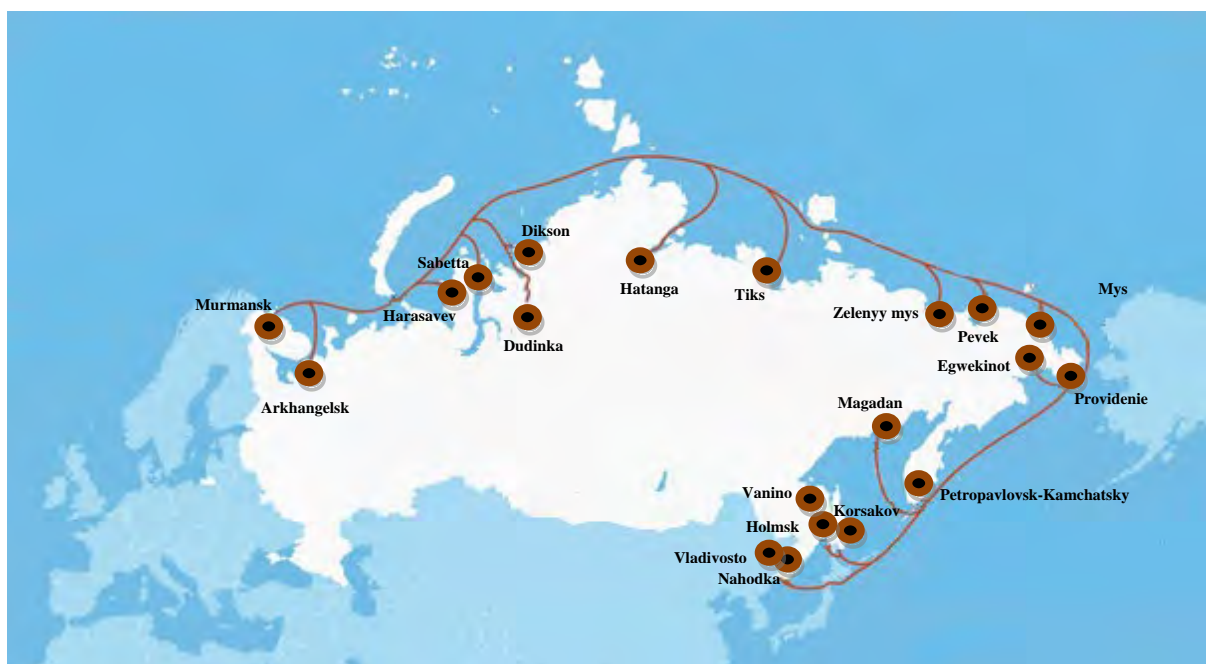 Dikson
Sabetta
Hatanga
Tiks
Mys
Murmansk
Harasavev
Zelenyy mys
Pevek
Dudinka
Egwekinot
Arkhangelsk
Magadan
Providenie
Vanino
Petropavlovsk-Kamchatsky
Korsakov
Holmsk
Vladivosto
Nahodka